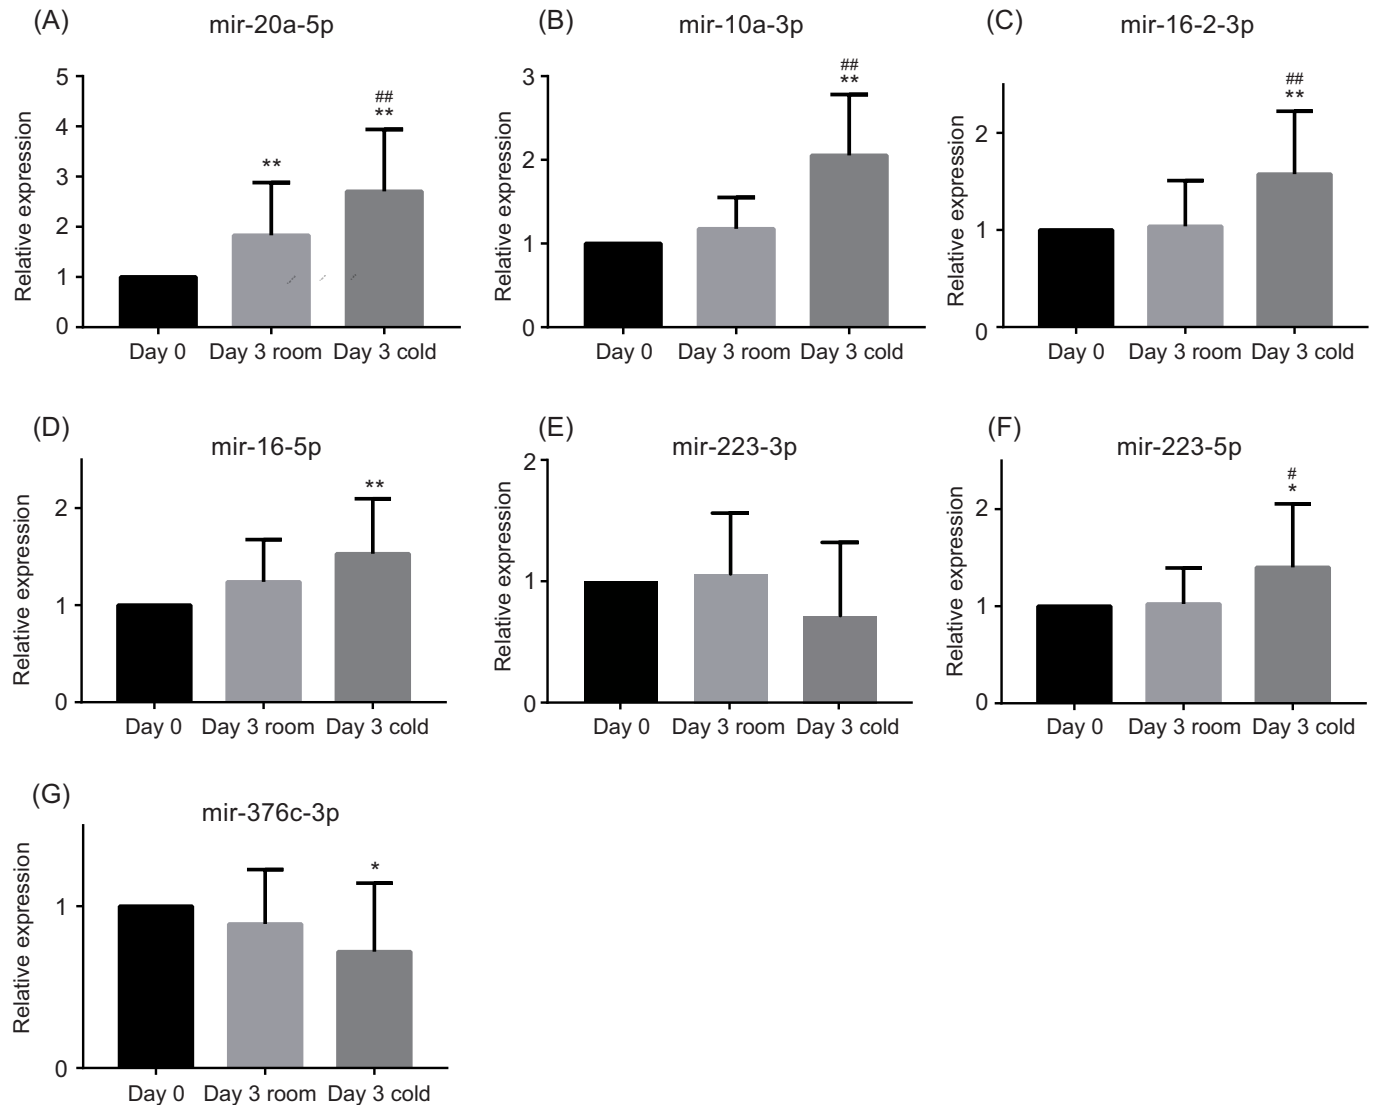 (A)
mir-20a-5p
Relative expression
5
4
3
2
1
0
**
##
**
Day 0 Day 3 room Day 3 cold
(B)
mir-10a-3p
Relative expression
3
2
1
0
##
**
Day 0 Day 3 room Day 3 cold
(C)
mir-16-2-3p
Relative expression
2
1
0
##
**
Day 0 Day 3 room Day 3 cold
(D)
mir-16-5p
Relative expression
2
1
0
**
Day 0 Day 3 room Day 3 cold
(E)
mir-223-3p
Relative expression
2
1
0
Day 0 Day 3 room Day 3 cold
(F)
mir-223-5p
Relative expression
2
1
0
#
*
Day 0 Day 3 room Day 3 cold
(G)
mir-376c-3p
Relative expression
1
0
*
Day 0 Day 3 room Day 3 cold